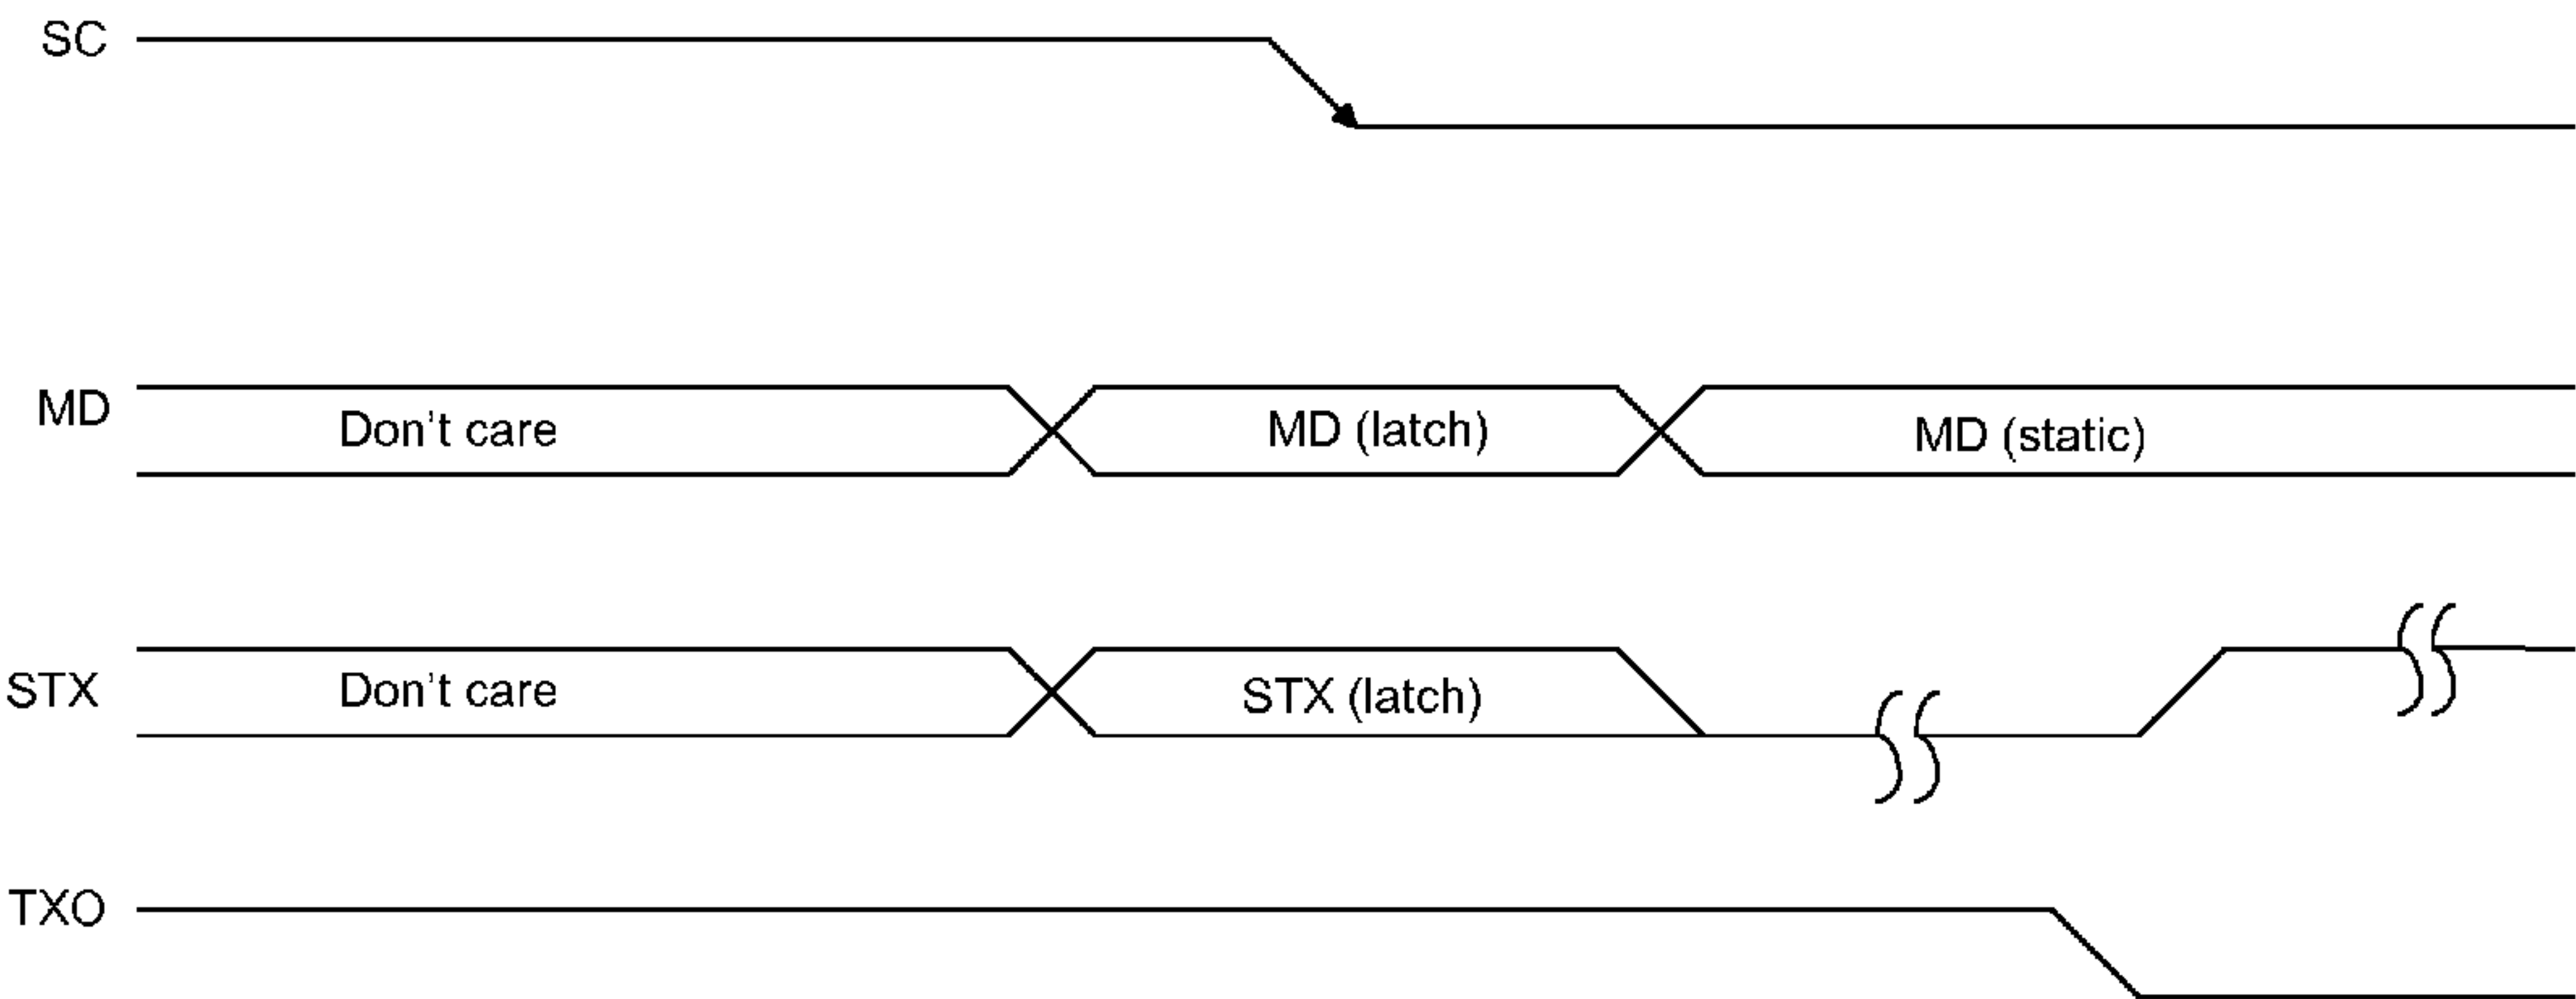 SC
MD
Don't care
MD (latch)
MD (static)
STX
Don't care
STX (latch)
TXO